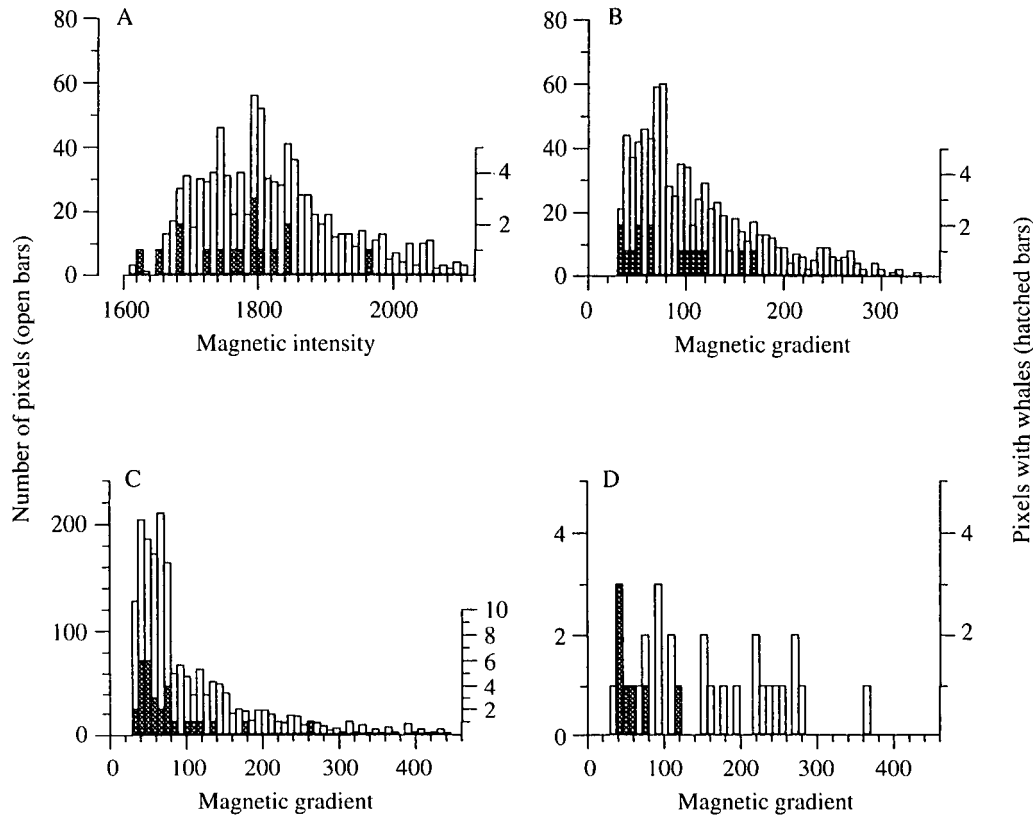 A
80
60
40
20
0
4
2
1600 1800 2000
Magnetic intensity
B
80
60
40
20
0
4
2
0 100 200 300
Magnetic gradient
Number of pixels (open bars)
Pixels with whales (hatched bars)
C
200
100
0
10
8
6
4
2
0 100 200 300 400
Magnetic gradient
D
4
2
0
4
2
0 100 200 300 400
Magnetic gradient